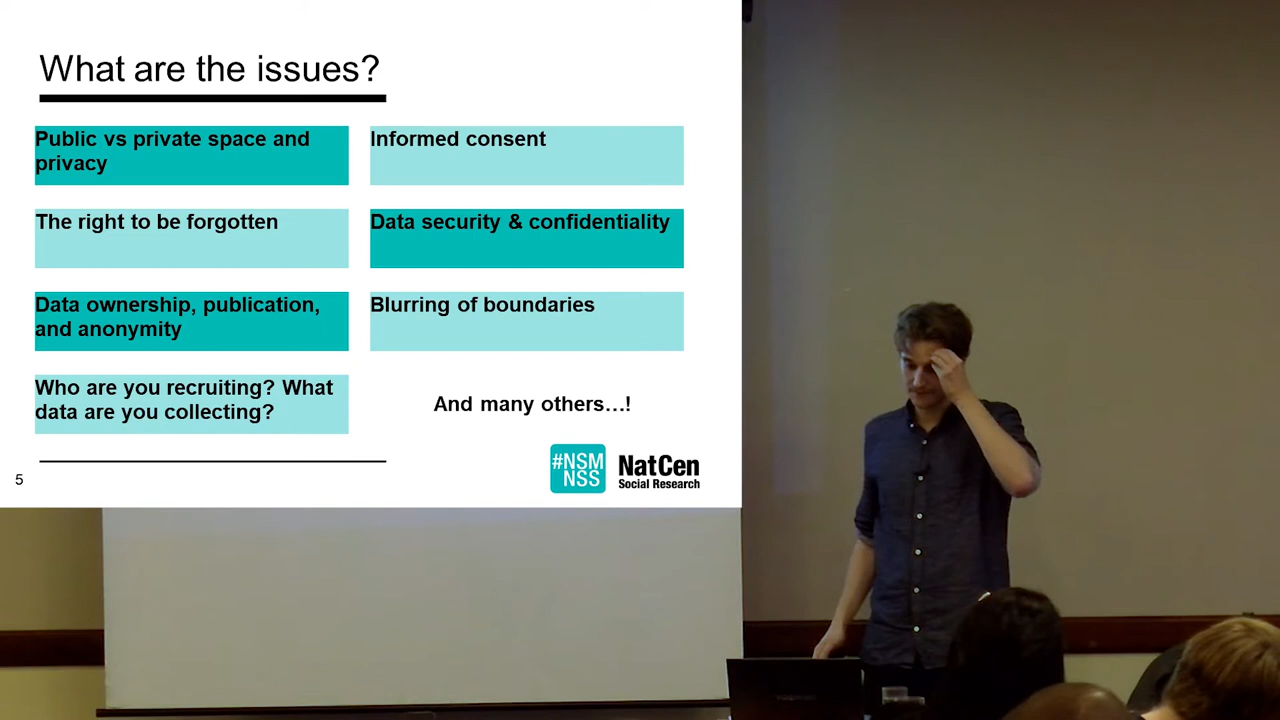 What are the issues?
Public vs private space and
privacy
Informed consent
The right to be forgotten
Data security & confidentiality
Data ownership, publication,
and anonymity
Blurring of boundaries
Who are you recruiting? What
data are you collecting?
And many others…!
5
#NSM
NSS
NatCen
Social Research